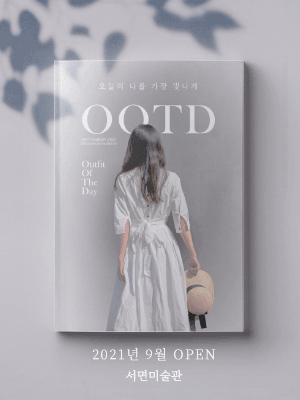 오늘의 나를 가장 빛나게
OOTD
Outfit
Of The
Day
2021년 9월 OPEN
서면미술관